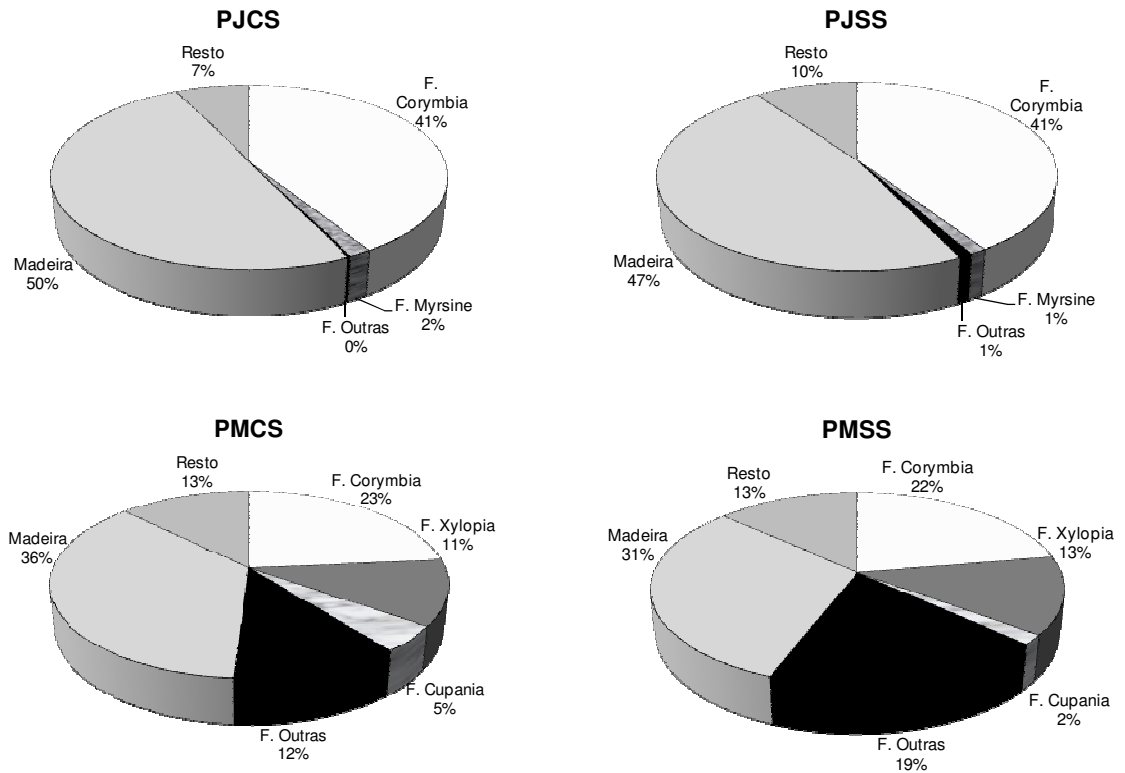 PJCS
Resto
7%
F.
Corymbia
41%
Madeira
50%
F. Myrsine
2%
F. Outras
0%
PJSS
Resto
10%
F.
Corymbia
41%
Madeira
47%
F. Myrsine
1%
F. Outras
1%
PMCS
Resto
13%
F. Corymbia
23%
F. Xylopia
11%
Madeira
36%
F. Cupania
5%
F. Outras
12%
PMSS
Resto
13%
F. Corymbia
22%
F. Xylopia
13%
Madeira
31%
F. Cupania
2%
F. Outras
19%